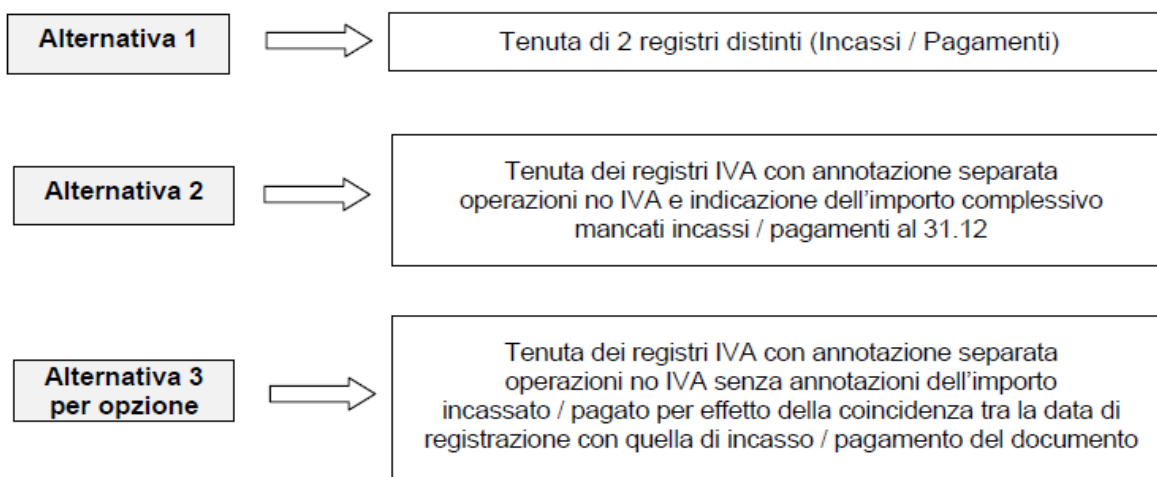 Alternativa 1
Tenuta di 2 registri distinti (Incassi / Pagamenti)
Alternativa 2
Tenuta dei registri IVA con annotazione separata
operazioni no IVA e indicazione dell'importo complessivo
mancati incassi / pagamenti al 31.12
Alternativa 3
per opzione
Tenuta dei registri IVA con annotazione separata
operazioni no IVA senza annotazioni dell'importo
incassato / pagato per effetto della coincidenza tra la data di
registrazione con quella di incasso / pagamento del documento